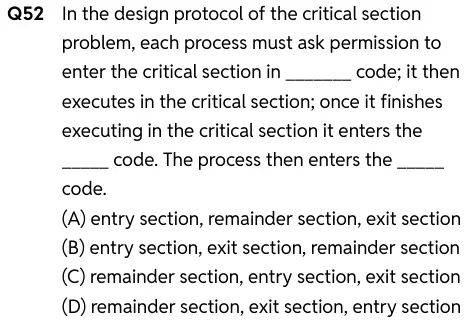 Q52 In the design protocol of the critical section
problem, each process must ask permission to
enter the critical section in _______ code; it then
executes in the critical section; once it finishes
executing in the critical section it enters the
_____ code. The process then enters the _____
code.
(A) entry section, remainder section, exit section
(B) entry section, exit section, remainder section
(C) remainder section, entry section, exit section
(D) remainder section, exit section, entry section